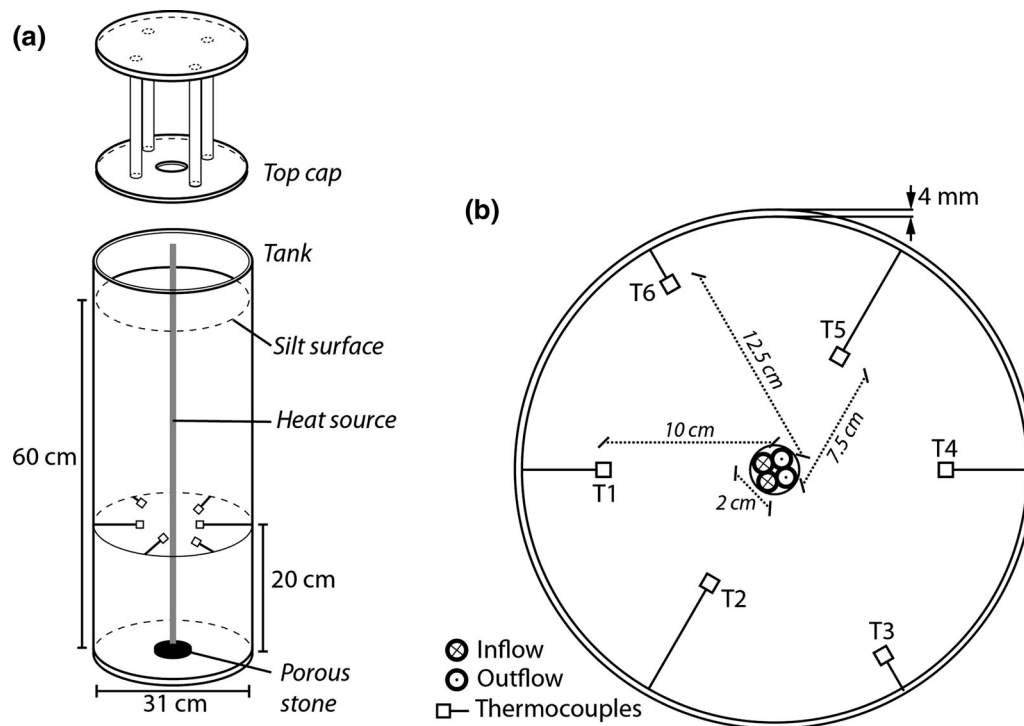 (a)
Top cap
Tank
Silt surface
Heat source
60 cm
20 cm
Porous
stone
31 cm
(b)
4 mm
T6
T5
12.5 cm
7.5 cm
10 cm
T4
T1
2 cm
T2
T3
Inflow
Outflow
Thermocouples